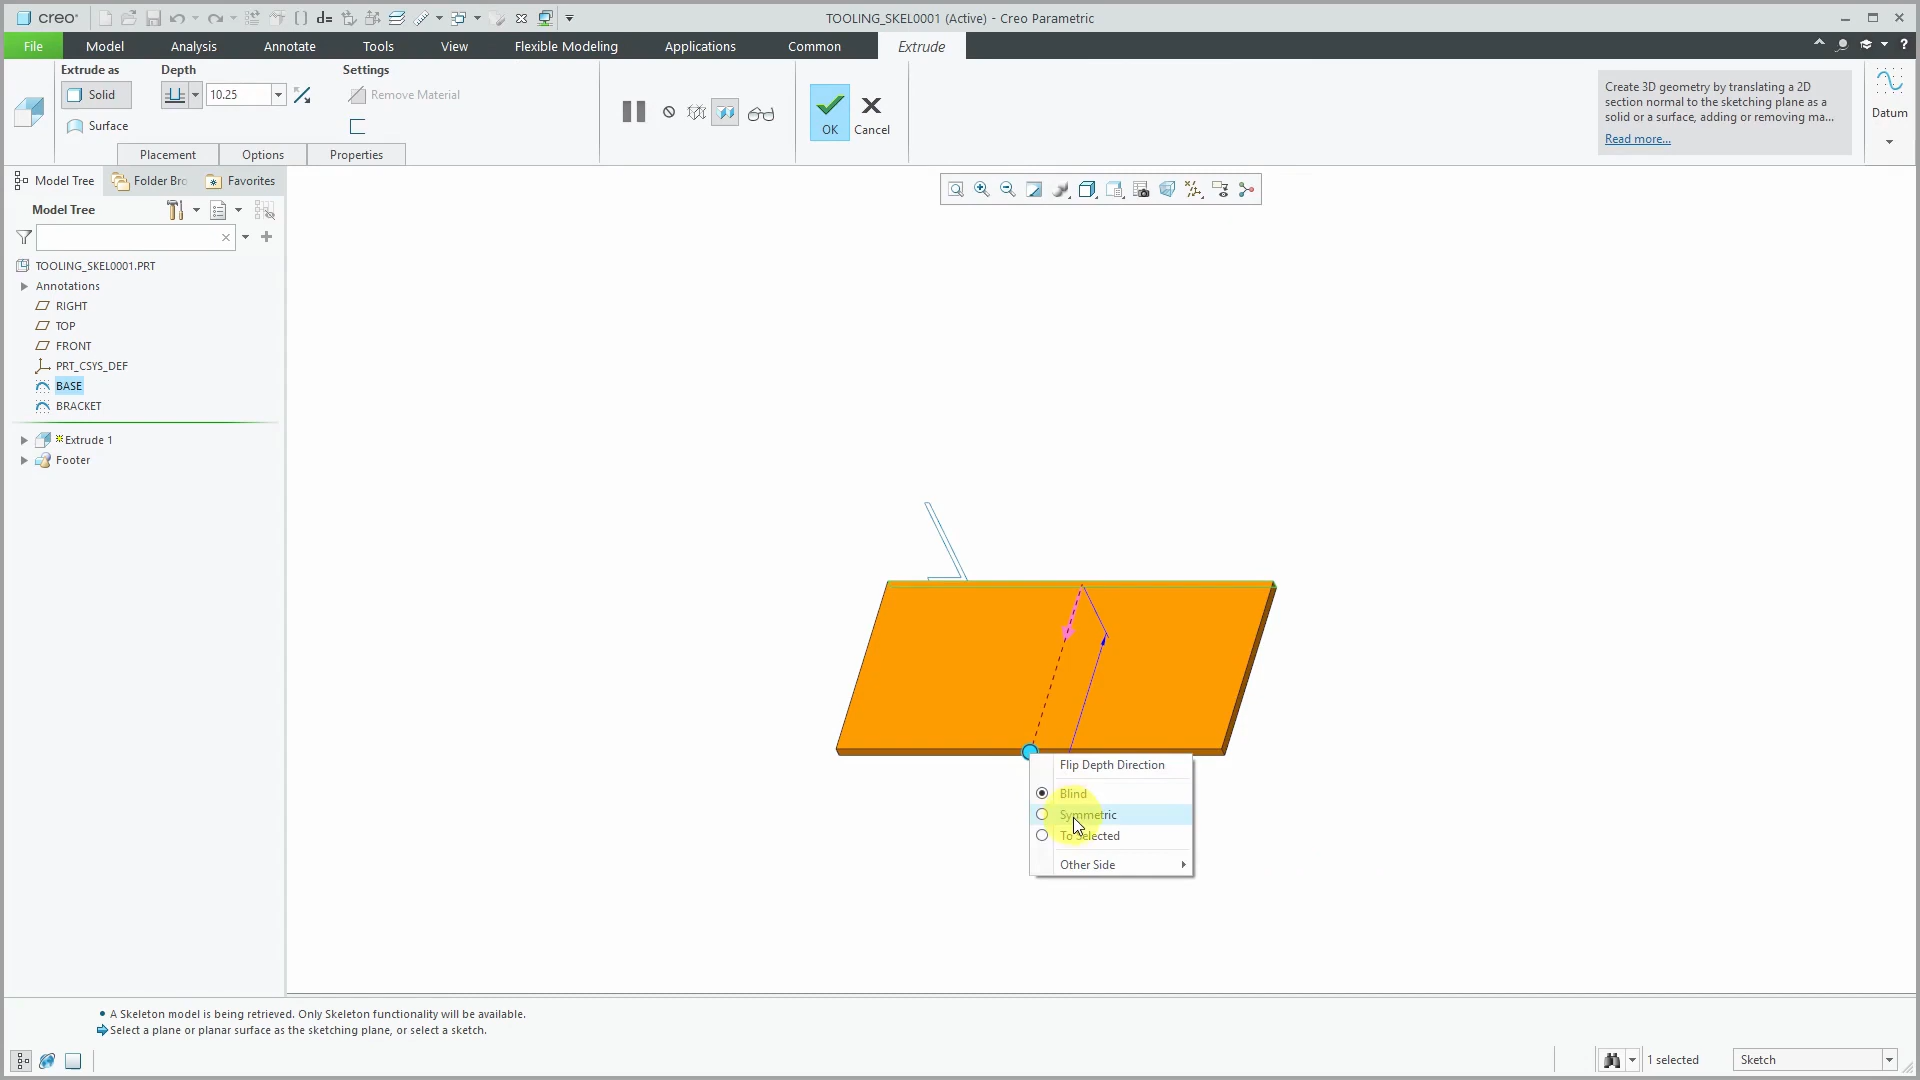 creo
TOOLING_SKEL0001 (Active) - Creo Parametric
File
Model
Analysis
Annotate
Tools
View
Flexible Modeling
Applications
Common
Extrude
Extrude as
Depth
Settings
Solid
10.25
Remove Material
Surface
OK
Cancel
Placement
Options
Properties
Create 3D geometry by translating a 2D
section normal to the sketching plane as a
solid or a surface, adding or removing ma...
Read more...
Datum
Model Tree
Folder Bro
Favorites
Model Tree
TOOLING_SKEL0001.PRT
Annotations
RIGHT
TOP
FRONT
PRT_CSYS_DEF
BASE
BRACKET
Extrude 1
Footer
Flip Depth Direction
Blind
Symmetric
To Selected
Other Side
A Skeleton model is being retrieved. Only Skeleton functionality will be available.
Select a plane or planar surface as the sketching plane, or select a sketch.
1 selected
Sketch